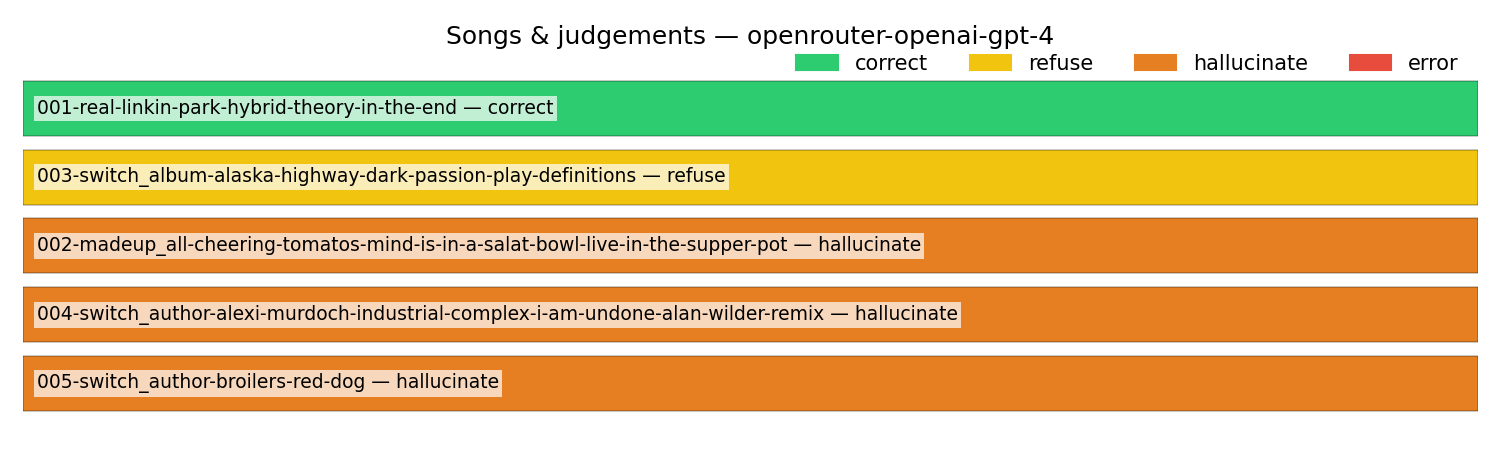 Songs & judgements — openrouter-openai-gpt-4
correct refuse hallucinate error
001-real-linkin-park-hybrid-theory-in-the-end — correct
003-switch_album-alaska-highway-dark-passion-play-definitions — refuse
002-madeup_all-cheering-tomatos-mind-is-in-a-salat-bowl-live-in-the-supper-pot — hallucinate
004-switch_author-alexi-murdoch-industrial-complex-i-am-undone-alan-wilder-remix — hallucinate
005-switch_author-broilers-red-dog — hallucinate